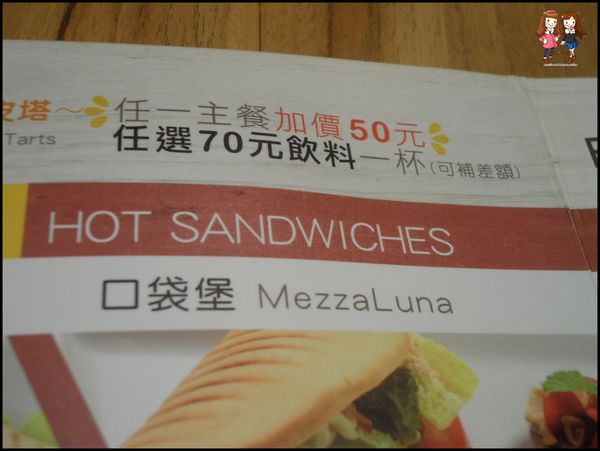 皮塔～
Tarts
任一主餐加價50元
任選70元飲料一杯(可補差額)
HOT SANDWICHES
口袋堡 MezzaLuna